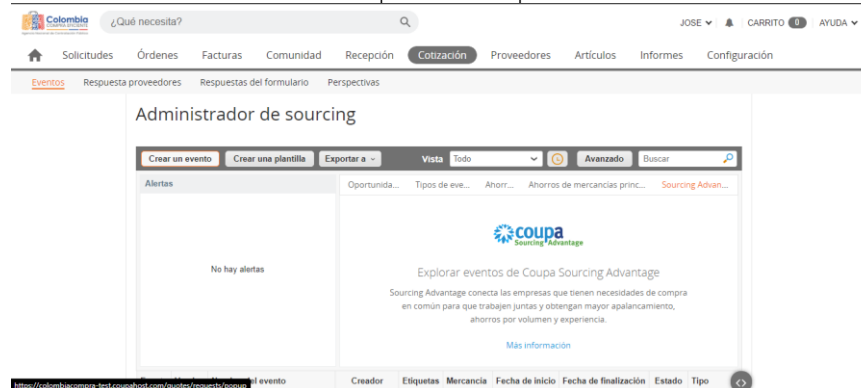 Colombia
COMPRA EFICIENTE
¿Qué necesita?
JOSE
CARRITO 0
AYUDA
Solicitudes Órdenes Facturas Comunidad Recepción Cotización Proveedores Artículos Informes Configuración
Eventos Respuesta proveedores Respuestas del formulario Perspectivas
Administrador de sourcing
Crear un evento Crear una plantilla Exportar a Vista Todo Avanzado Buscar
Alertas
Oportunida... Tipos de eve... Ahorr... Ahorros de mercancías princ... Sourcing Advan...
No hay alertas
coupa
Sourcing Advantage
Explorar eventos de Coupa Sourcing Advantage
Sourcing Advantage conecta las empresas que tienen necesidades de compra
en común para que trabajen juntas y obtengan mayor apalancamiento,
ahorros por volumen y experiencia.
Más información
el evento Creador Etiquetas Mercancía Fecha de inicio Fecha de finalización Estado Tipo
https://colombiacompra-test.coupahost.com/quotes/requests/popup